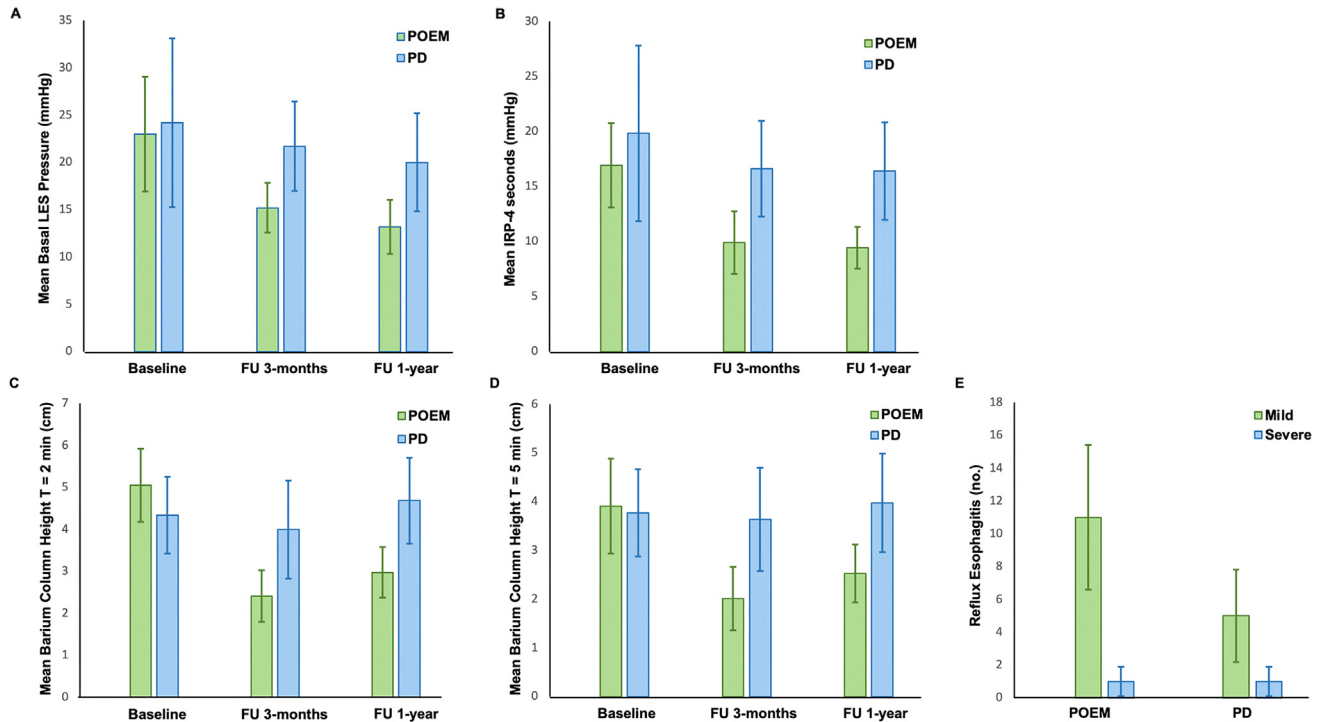 A
Mean Basal LES Pressure (mmHg)
35
30
25
20
15
10
5
0
POEM
PD
Baseline
FU 3-months
FU 1-year
B
Mean IRP-4 seconds (mmHg)
30
25
20
15
10
5
0
POEM
PD
Baseline
FU 3-months
FU 1-year
C
Mean Barium Column Height T = 2 min (cm)
7
6
5
4
3
2
1
0
POEM
PD
Baseline
FU 3-months
FU 1-year
D
Mean Barium Column Height T = 5 min (cm)
6
5
4
3
2
1
0
POEM
PD
Baseline
FU 3-months
FU 1-year
E
Reflux Esophagitis (no.)
18
16
14
12
10
8
6
4
2
0
Mild
Severe
POEM
PD